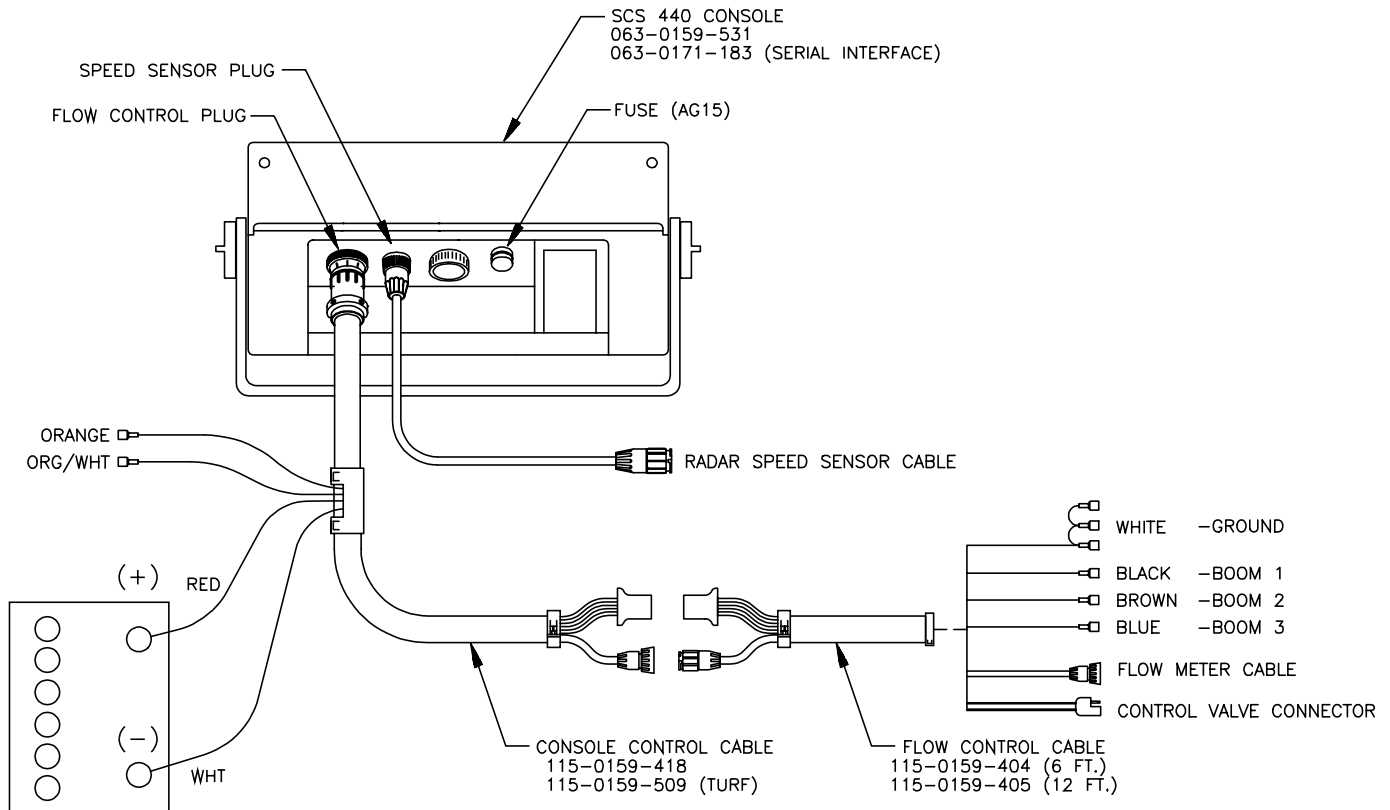 SCS 440 CONSOLE
063-0159-531
063-0171-183 (SERIAL INTERFACE)
SPEED SENSOR PLUG
FLOW CONTROL PLUG
FUSE (AG15)
ORANGE
ORG/WHT
RADAR SPEED SENSOR CABLE
WHITE -GROUND
BLACK -BOOM 1
BROWN -BOOM 2
BLUE -BOOM 3
FLOW METER CABLE
CONTROL VALVE CONNECTOR
(+)
RED
(-)
WHT
CONSOLE CONTROL CABLE
115-0159-418
115-0159-509 (TURF)
FLOW CONTROL CABLE
115-0159-404 (6 FT.)
115-0159-405 (12 FT.)